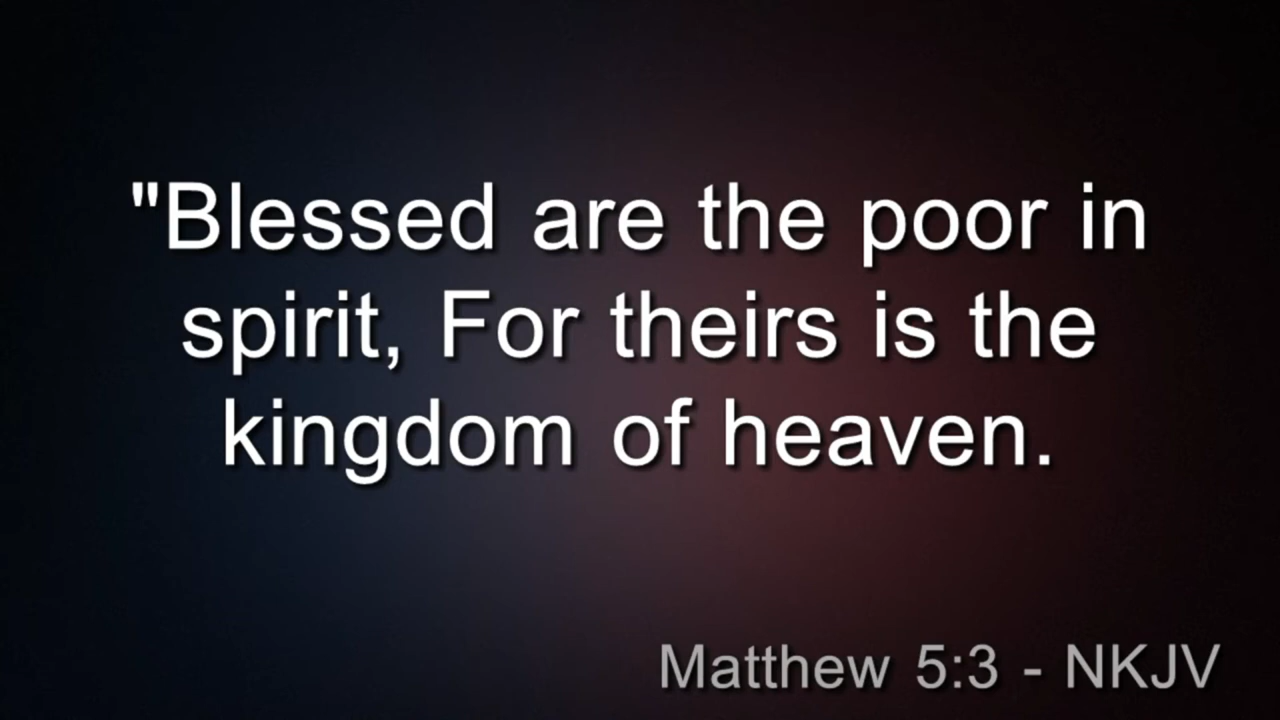 "Blessed are the poor in
spirit, For theirs is the
kingdom of heaven.
Matthew 5:3 - NKJV